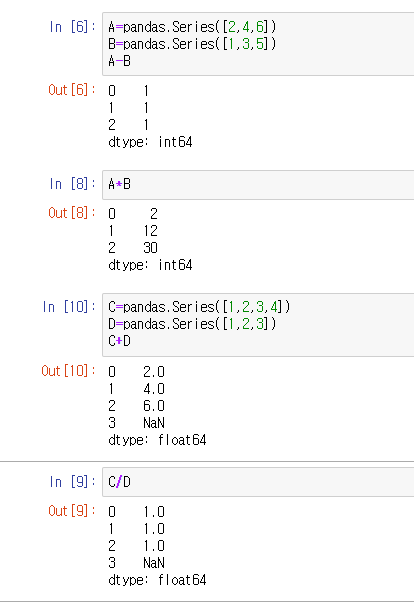 In [6]: A=pandas.Series([2,4,6])
B=pandas.Series([1,3,5])
A-B
Out[6]: 0    1
1    1
2    1
dtype: int64
In [8]: A*B
Out[8]: 0     2
1    12
2    30
dtype: int64
In [10]: C=pandas.Series([1,2,3,4])
D=pandas.Series([1,2,3])
C+D
Out[10]: 0    2.0
1    4.0
2    6.0
3    NaN
dtype: float64
In [9]: C/D
Out[9]: 0    1.0
1    1.0
2    1.0
3    NaN
dtype: float64